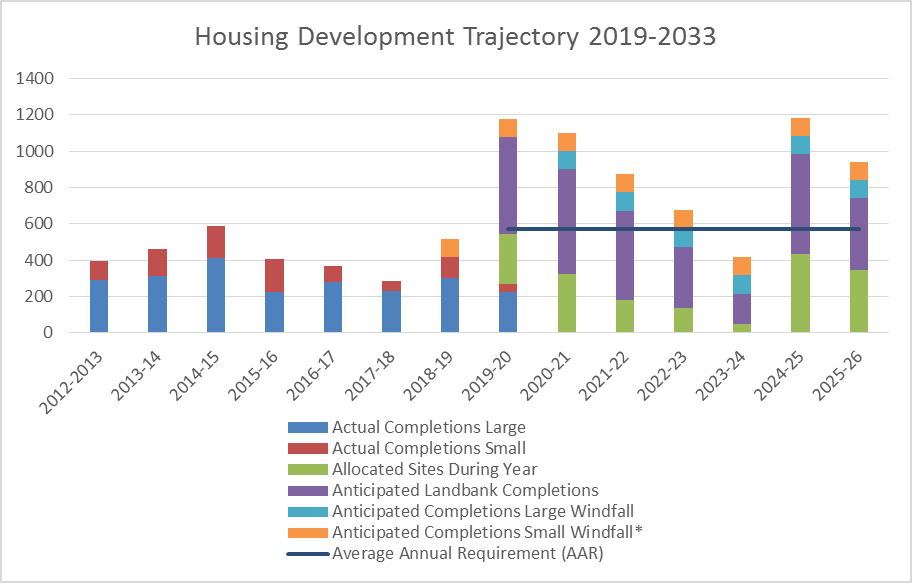 Housing Development Trajectory 2019-2033
1400
1200
1000
800
600
400
200
0
2012-2013
2013-14
2014-15
2015-16
2016-17
2017-18
2018-19
2019-20
2020-21
2021-22
2022-23
2023-24
2024-25
2025-26
Actual Completions Large
Actual Completions Small
Allocated Sites During Year
Anticipated Landbank Completions
Anticipated Completions Large Windfall
Anticipated Completions Small Windfall*
Average Annual Requirement (AAR)